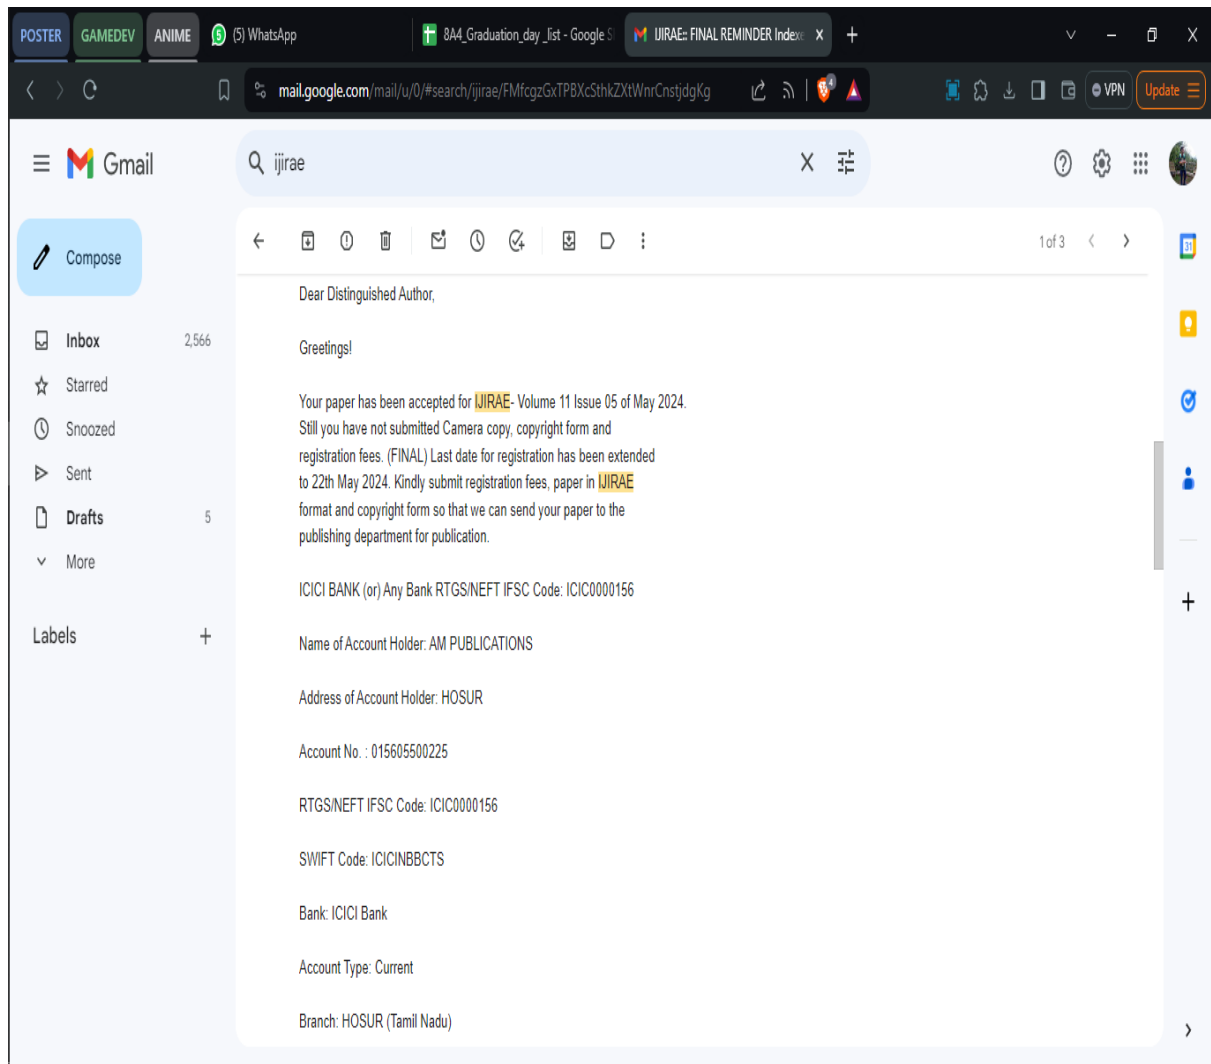 POSTER GAMEDEV ANIME (5) WhatsApp 8A4_Graduation_day _list - Google S IJIRAE:: FINAL REMINDER Indexe
mail.google.com/mail/u/0/#search/ijirae/FMfcgzGxTPBXcSthkZXtWnrCnstjdgKg 4 VPN Update
Gmail ijirae
Compose 1 of 3 31
Dear Distinguished Author,
Inbox 2,566
Greetings!
Starred
Your paper has been accepted for IJIRAE- Volume 11 Issue 05 of May 2024.
Snoozed
Still you have not submitted Camera copy, copyright form and
registration fees. (FINAL) Last date for registration has been extended
Sent
to 22th May 2024. Kindly submit registration fees, paper in IJIRAE
Drafts 5
format and copyright form so that we can send your paper to the
publishing department for publication.
More
ICICI BANK (or) Any Bank RTGS/NEFT IFSC Code: ICIC0000156
Labels
Name of Account Holder: AM PUBLICATIONS
Address of Account Holder: HOSUR
Account No. : 015605500225
RTGS/NEFT IFSC Code: ICIC0000156
SWIFT Code: ICICINBBCTS
Bank: ICICI Bank
Account Type: Current
Branch: HOSUR (Tamil Nadu)